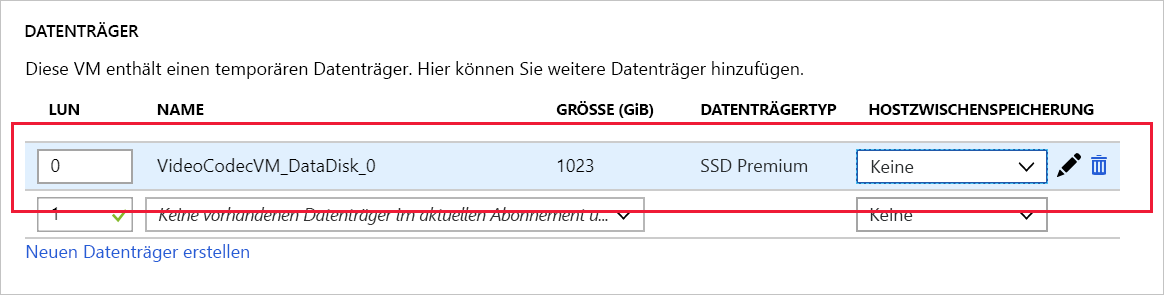 DATENTRÄGER
Diese VM enthält einen temporären Datenträger. Hier können Sie weitere Datenträger hinzufügen.
LUN NAME GRÖSSE (GiB) DATENTRÄGERTYP HOSTZWISCHENSPEICHERUNG
0 VideoCodecVM_DataDisk_0 1023 SSD Premium Keine
1 Keine vorhandenen Datenträger im aktuellen Abonnement u... Keine
Neuen Datenträger erstellen